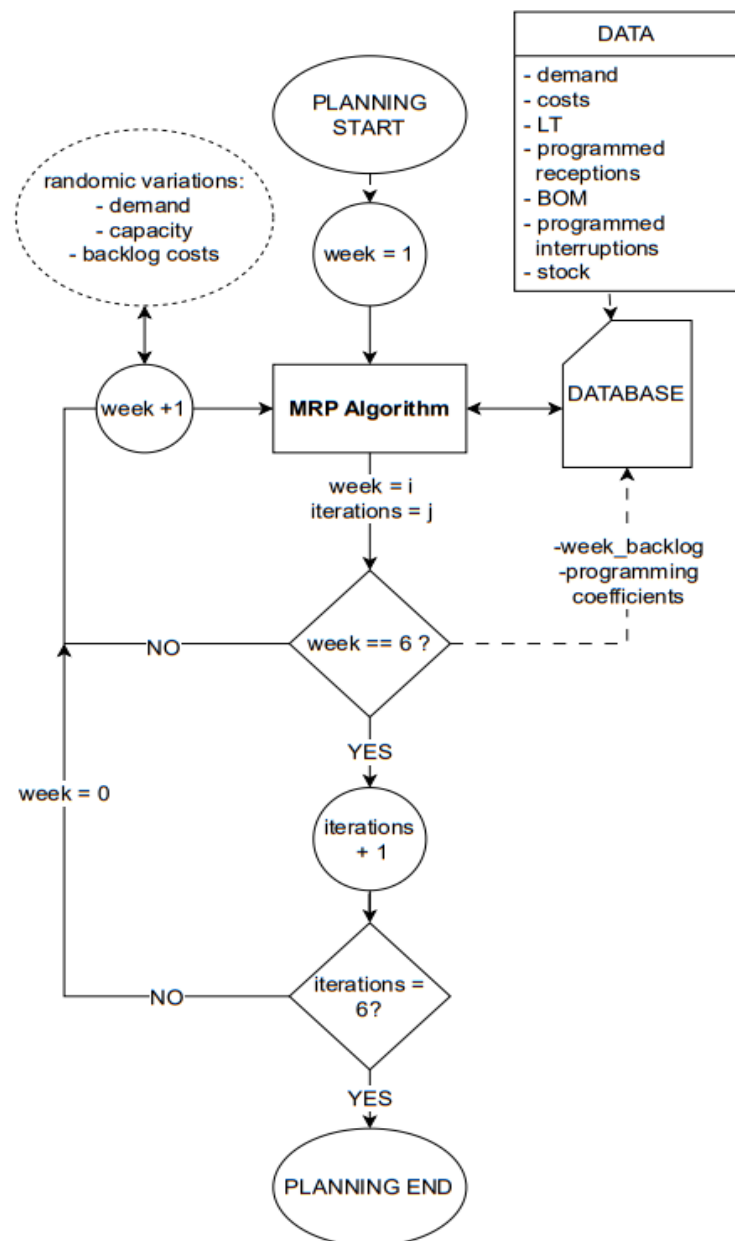 PLANNING
START
DATA
- demand
- costs
- LT
- programmed
receptions
- BOM
- programmed
interruptions
- stock
randomic variations:
- demand
- capacity
- backlog costs
week = 1
week +1
MRP Algorithm
DATABASE
week = i
iterations = j
-week_backlog
-programming
coefficients
week == 6 ?
NO
YES
week = 0
iterations
+ 1
iterations =
6?
NO
YES
PLANNING END